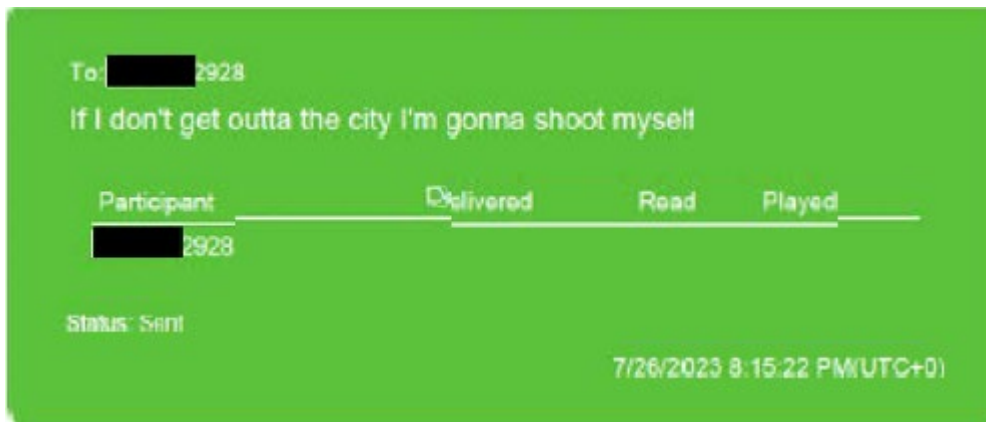 To: 2928
If I don't get outta the city I'm gonna shoot myself
Participant Delivered Read Played
2928
Status: Sent
7/26/2023 8:15:22 PM(UTC+0)